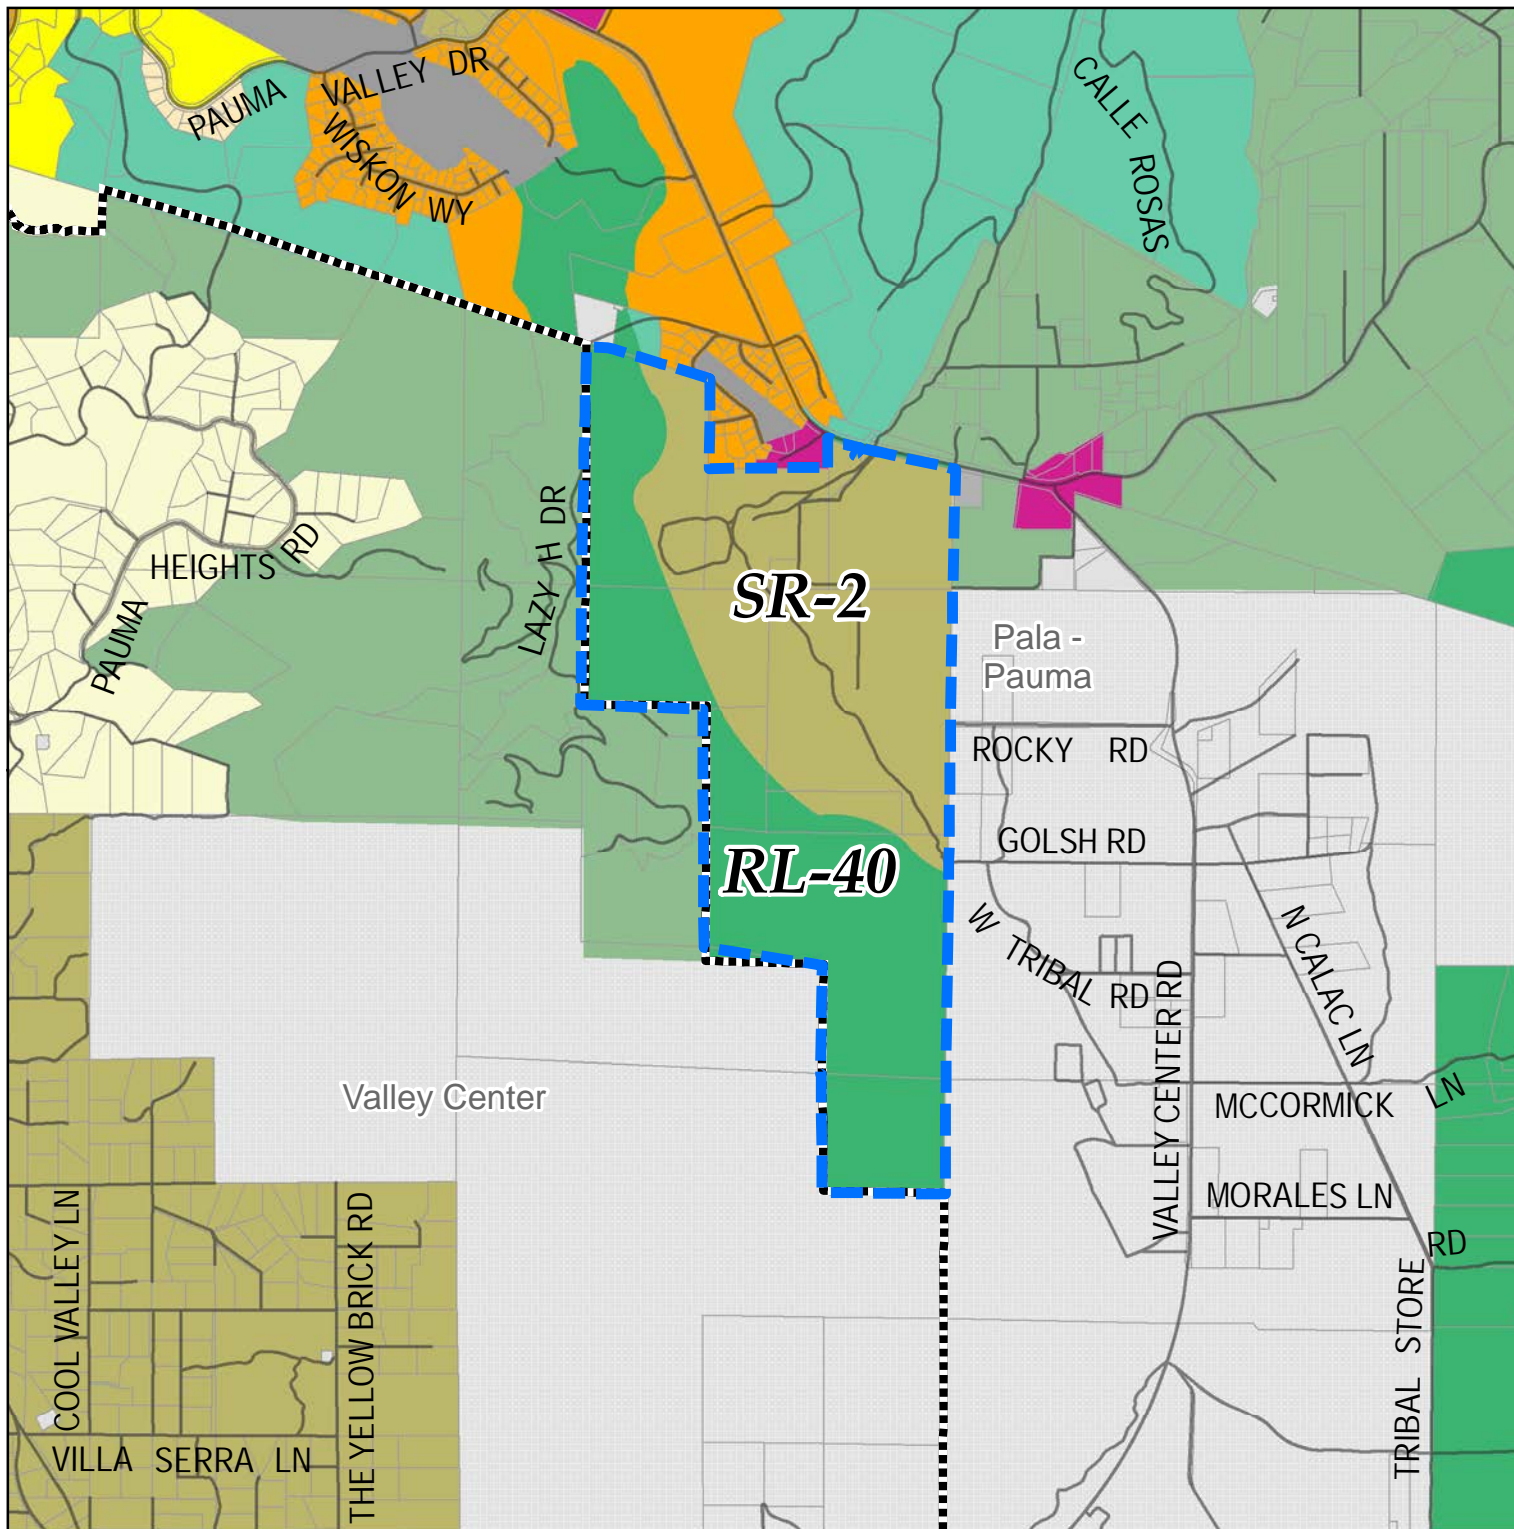 PAUMA VALLEY DR
WISKON WY
CALLE ROSAS
LAZY H DR
PAUMA HEIGHTS RD
SR-2
Pala -
Pauma
ROCKY RD
GOLSH RD
RL-40
W TRIBAL RD
N CALAC LN
VALLEY CENTER RD
Valley Center
MCCORMICK LN
MORALES LN
COOL VALLEY LN
THE YELLOW BRICK RD
TRIBAL STORE RD
VILLA SERRA LN